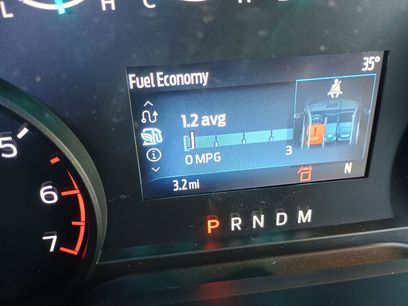 L H C
Fuel Economy 35°
1.2 avg
0 MPG 3
3.2 mi N
P R N D M
5
6
7